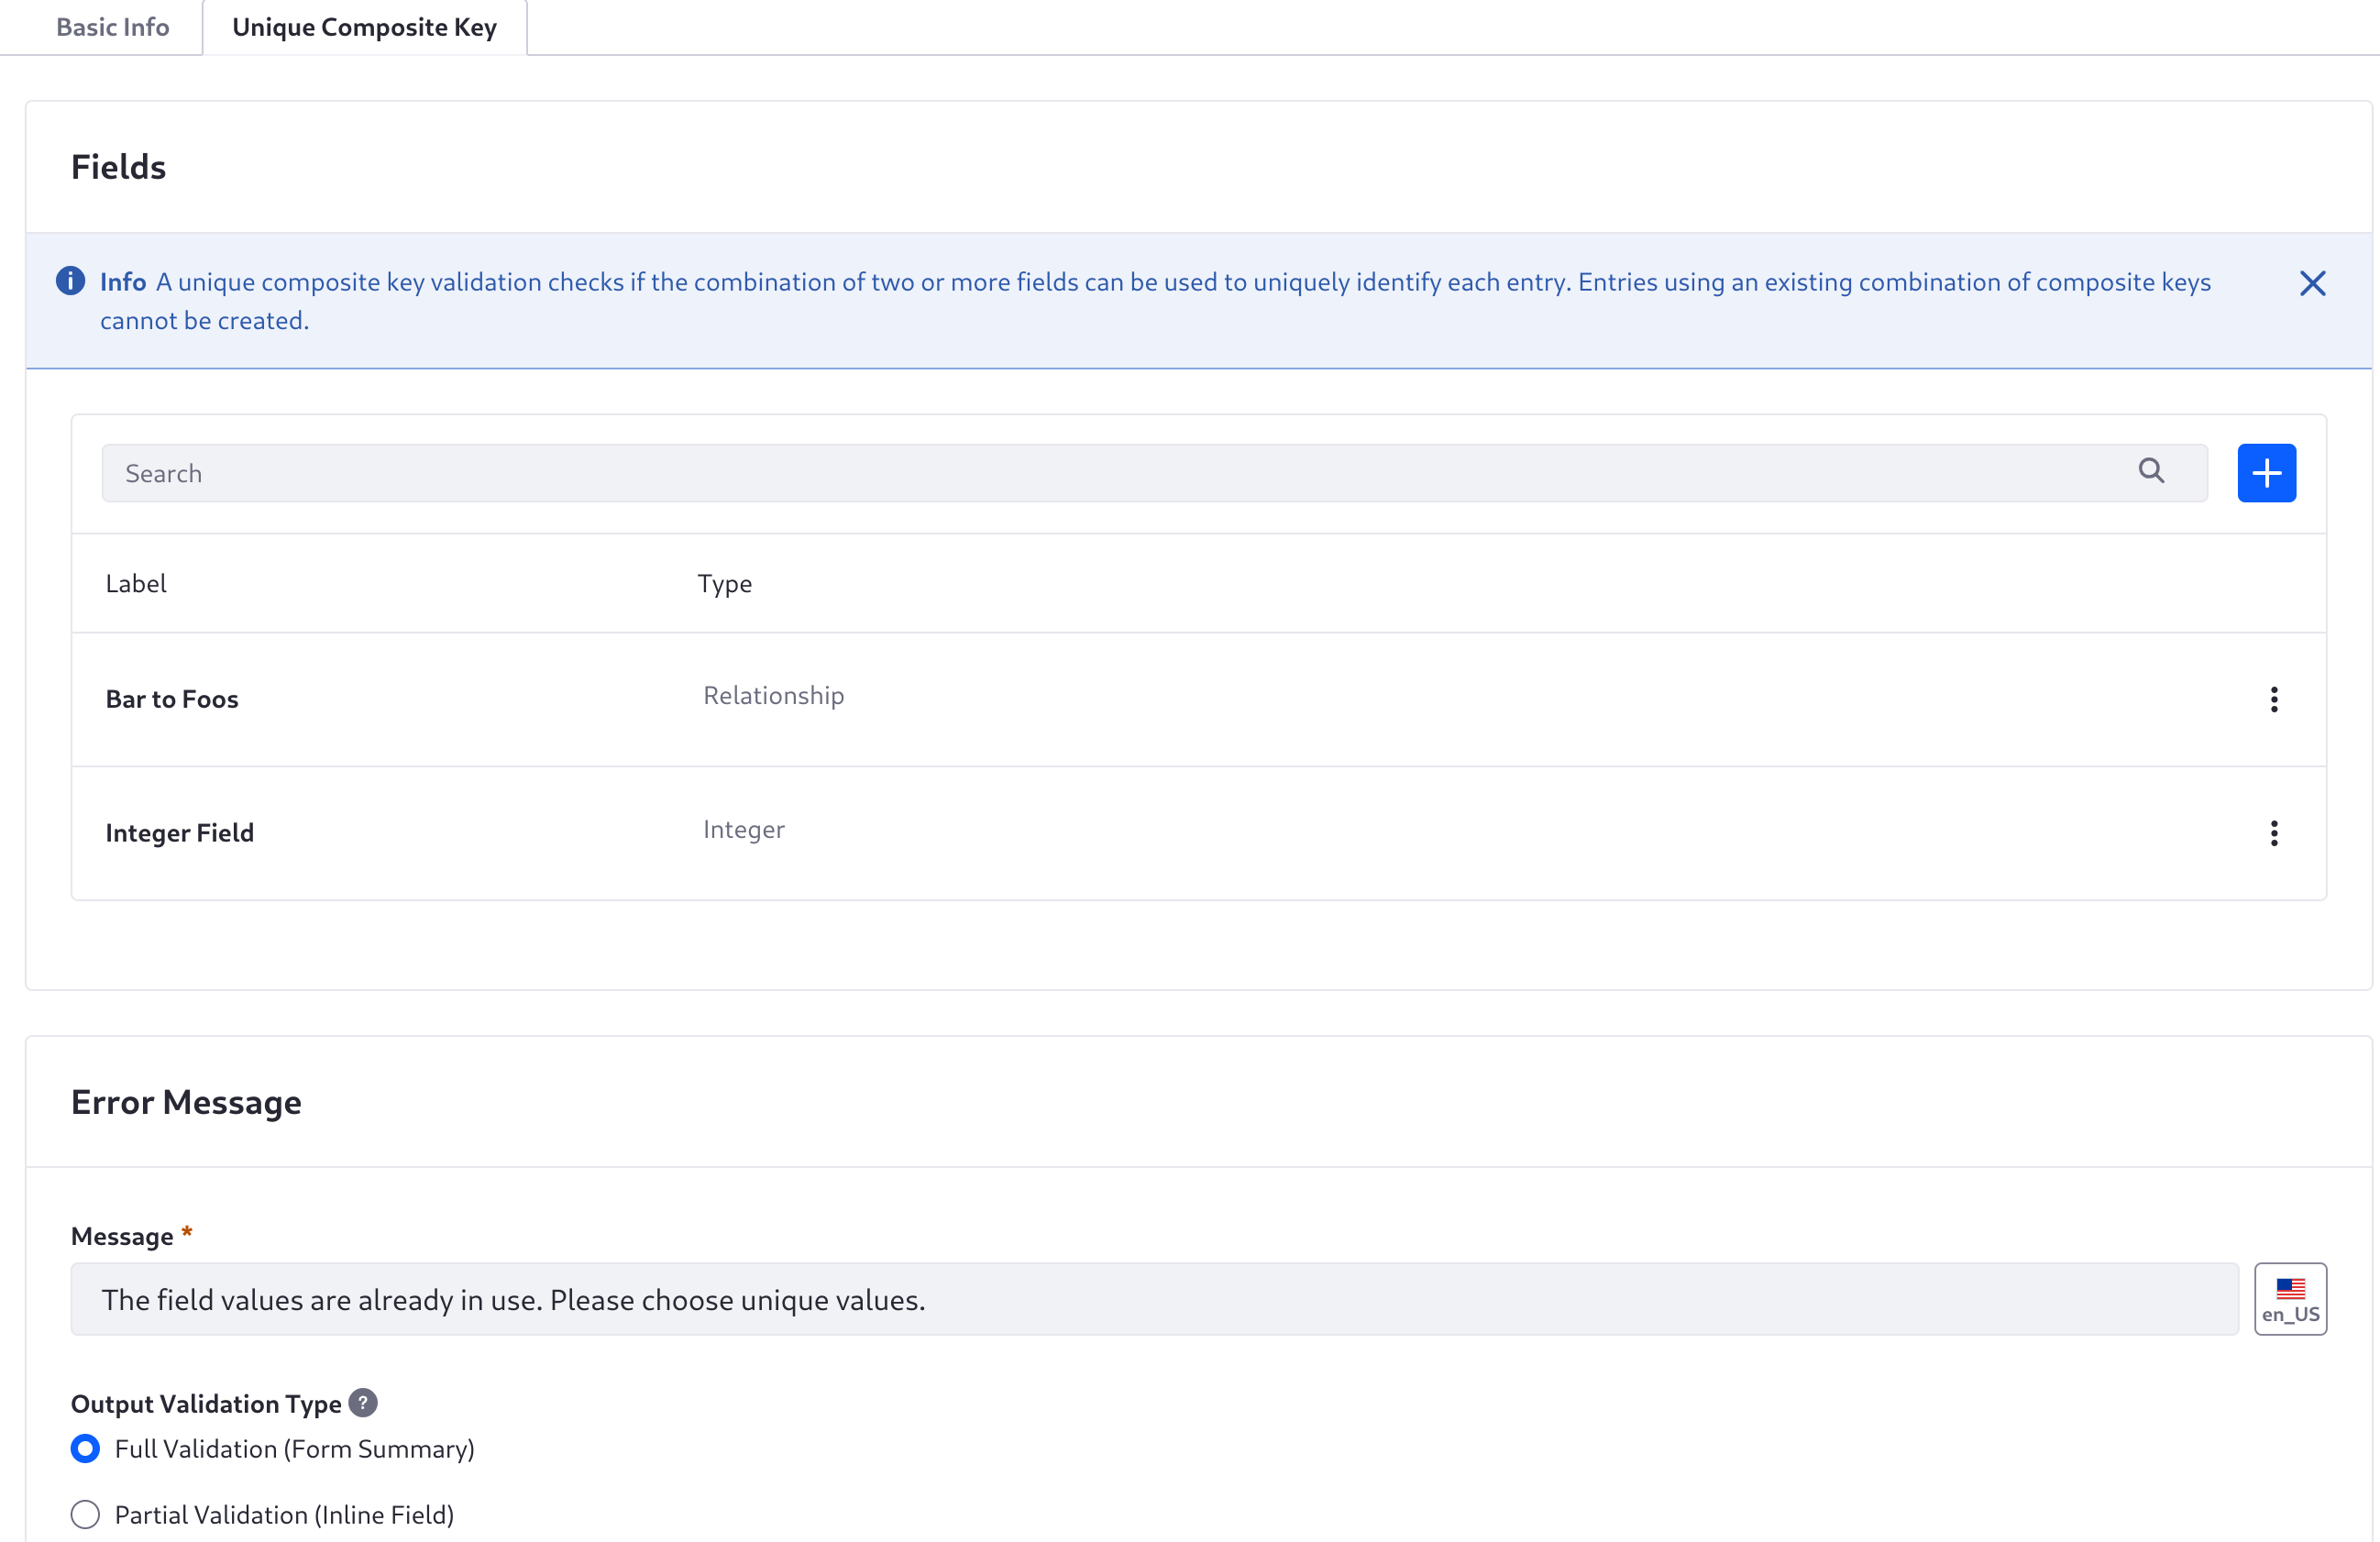 Basic Info
Unique Composite Key
Fields
Info A unique composite key validation checks if the combination of two or more fields can be used to uniquely identify each entry. Entries using an existing combination of composite keys
cannot be created.
Search
Label Type
Bar to Foos Relationship
Integer Field Integer
Error Message
Message *
The field values are already in use. Please choose unique values.
en_US
Output Validation Type ?
Full Validation (Form Summary)
Partial Validation (Inline Field)